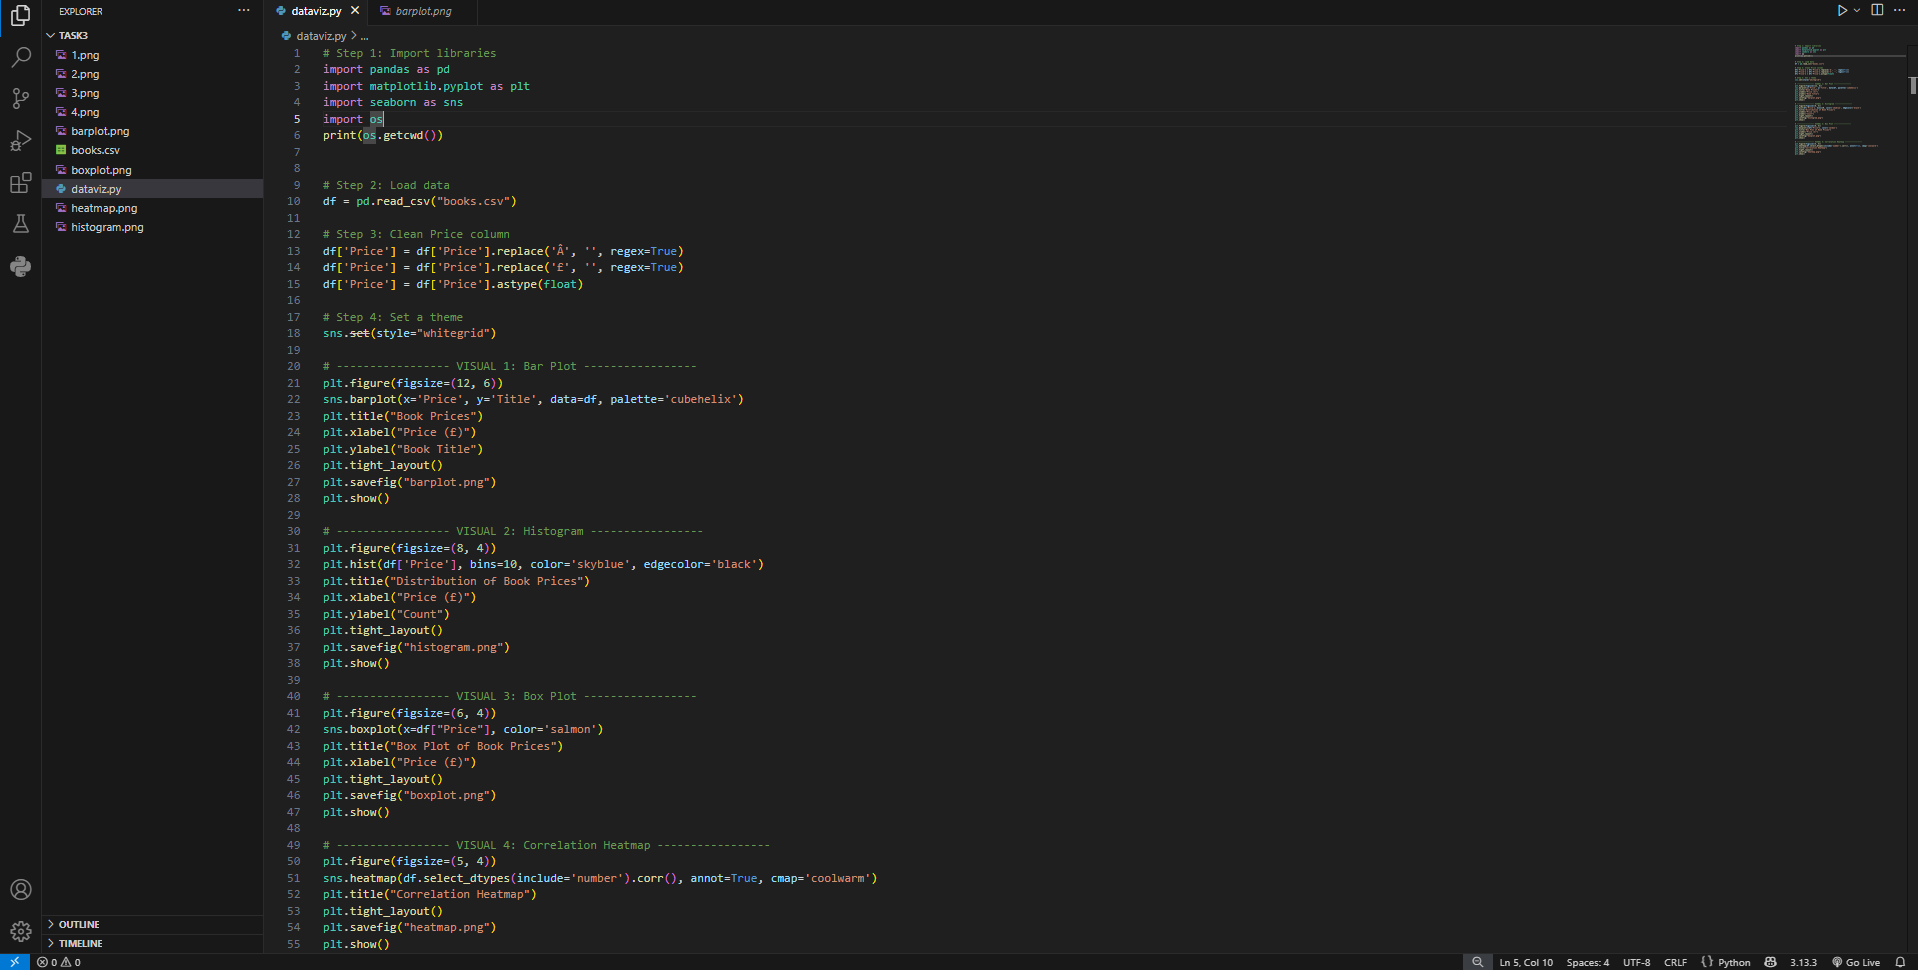 EXPLORER
TASK3
1.png
2.png
3.png
4.png
barplot.png
books.csv
boxplot.png
dataviz.py
heatmap.png
histogram.png
OUTLINE
TIMELINE
dataviz.py
barplot.png
dataviz.py > ...
1 # Step 1: Import libraries
2 import pandas as pd
3 import matplotlib.pyplot as plt
4 import seaborn as sns
5 import os
6 print(os.getcwd())
7
8
9 # Step 2: Load data
10 df = pd.read_csv("books.csv")
11
12 # Step 3: Clean Price column
13 df['Price'] = df['Price'].replace('Â', '', regex=True)
14 df['Price'] = df['Price'].replace('£', '', regex=True)
15 df['Price'] = df['Price'].astype(float)
16
17 # Step 4: Set a theme
18 sns.set(style="whitegrid")
19
20 # ----------------- VISUAL 1: Bar Plot -----------------
21 plt.figure(figsize=(12, 6))
22 sns.barplot(x='Price', y='Title', data=df, palette='cubehelix')
23 plt.title("Book Prices")
24 plt.xlabel("Price (£)")
25 plt.ylabel("Book Title")
26 plt.tight_layout()
27 plt.savefig("barplot.png")
28 plt.show()
29
30 # ----------------- VISUAL 2: Histogram -----------------
31 plt.figure(figsize=(8, 4))
32 plt.hist(df['Price'], bins=10, color='skyblue', edgecolor='black')
33 plt.title("Distribution of Book Prices")
34 plt.xlabel("Price (£)")
35 plt.ylabel("Count")
36 plt.tight_layout()
37 plt.savefig("histogram.png")
38 plt.show()
39
40 # ----------------- VISUAL 3: Box Plot -----------------
41 plt.figure(figsize=(6, 4))
42 sns.boxplot(x=df["Price"], color='salmon')
43 plt.title("Box Plot of Book Prices")
44 plt.xlabel("Price (£)")
45 plt.tight_layout()
46 plt.savefig("boxplot.png")
47 plt.show()
48
49 # ----------------- VISUAL 4: Correlation Heatmap -----------------
50 plt.figure(figsize=(5, 4))
51 sns.heatmap(df.select_dtypes(include='number').corr(), annot=True, cmap='coolwarm')
52 plt.title("Correlation Heatmap")
53 plt.tight_layout()
54 plt.savefig("heatmap.png")
55 plt.show()
0 0
Ln 5, Col 10 Spaces: 4 UTF-8 CRLF {} Python 3.13.3 Go Live